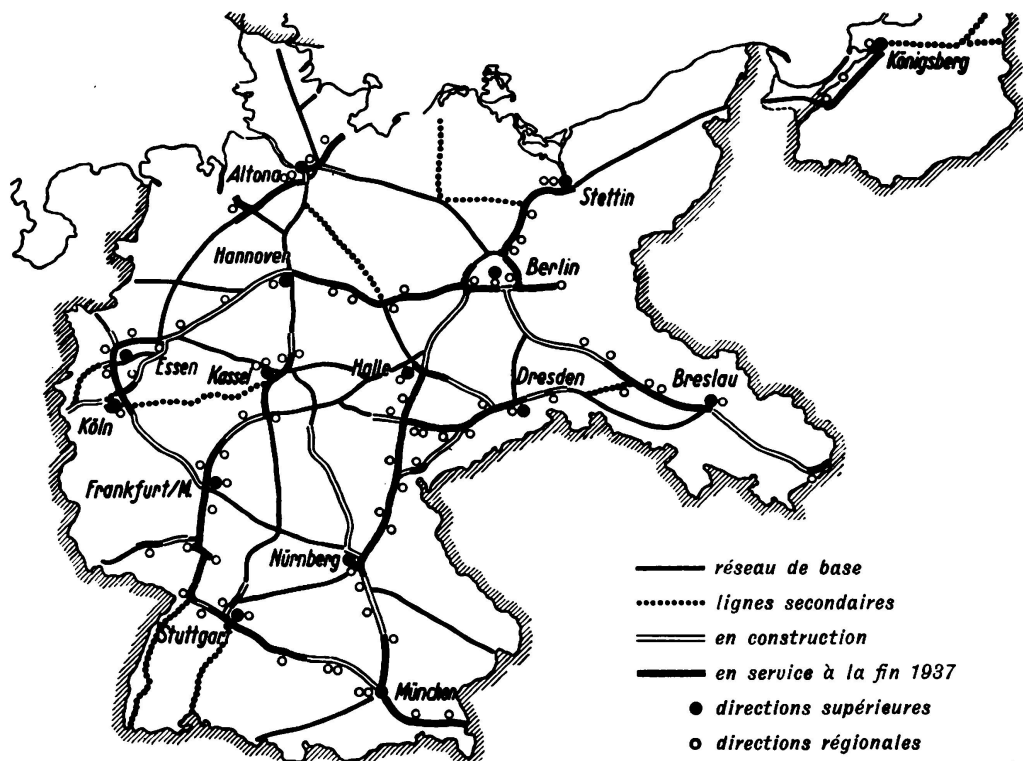 Königsberg
Altona
Stettin
Hannover
Berlin
Essen
Kassel
Halle
Dresden
Breslau
Köln
Frankfurt/M.
Nürnberg
Stuttgart
München
réseau de base
lignes secondaires
en construction
en service à la fin 1937
directions supérieures
directions régionales